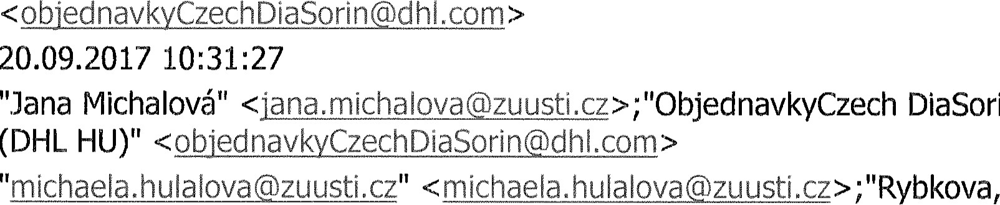 <objednavkyCzechDiaSorin@dhl.com>
20.09.2017 10:31:27
"Jana Michalová" <jana.michalova@zuusti.cz>;"ObjednavkyCzech DiaSori
(DHL HU)" <objednavkyCzechDiaSorin@dhl.com>
"michaela.hulalova@zuusti.cz" <michaela.hulalova@zuusti.cz>;"Rybkova,